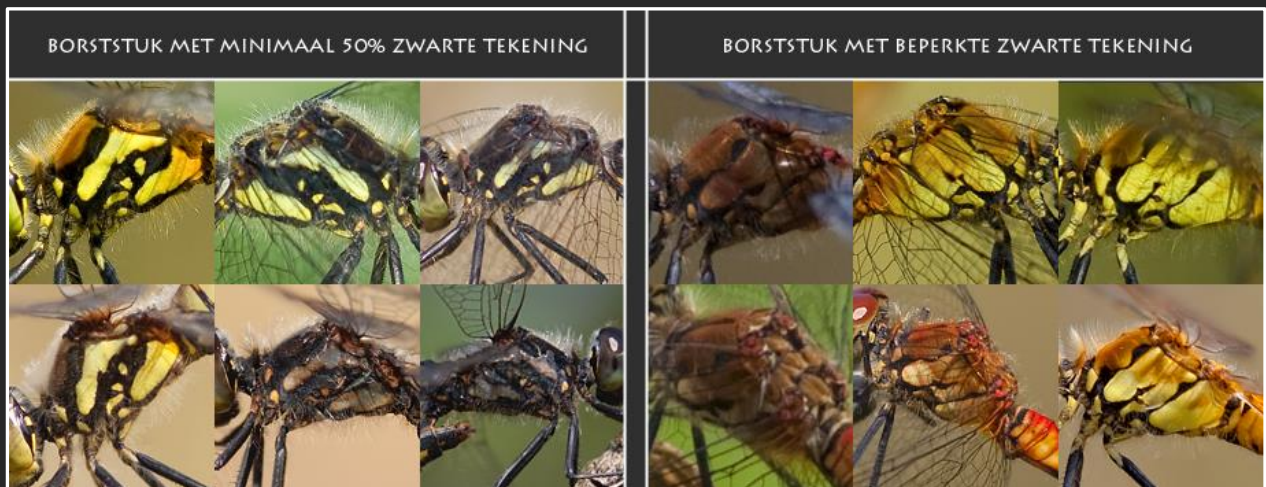 BORSTSTUK MET MINIMAAL 50% ZWARTE TEKENING
BORSTSTUK MET BEPERKTE ZWARTE TEKENING